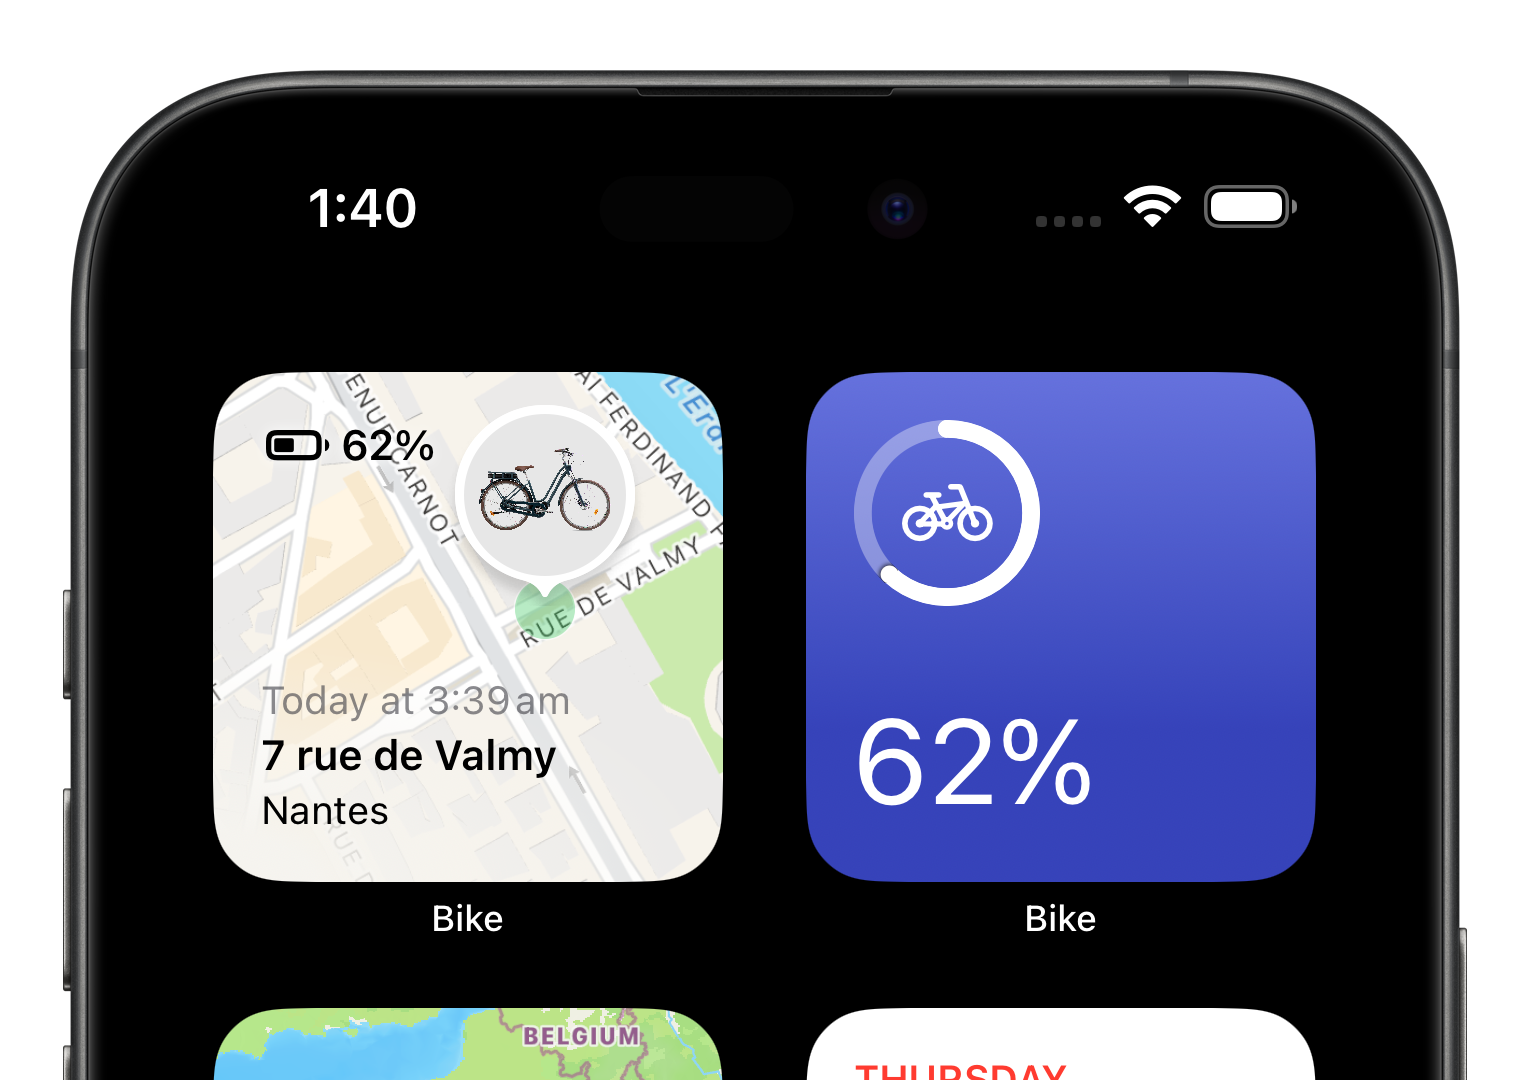 1:40
62%
ENUE CARNOT
AI FERDINAND F
L'Erd
RUE DE VALMY
Today at 3:39 am
7 rue de Valmy
Nantes
RUE D
Bike
62%
Bike
BELGIUM
THURSDAY